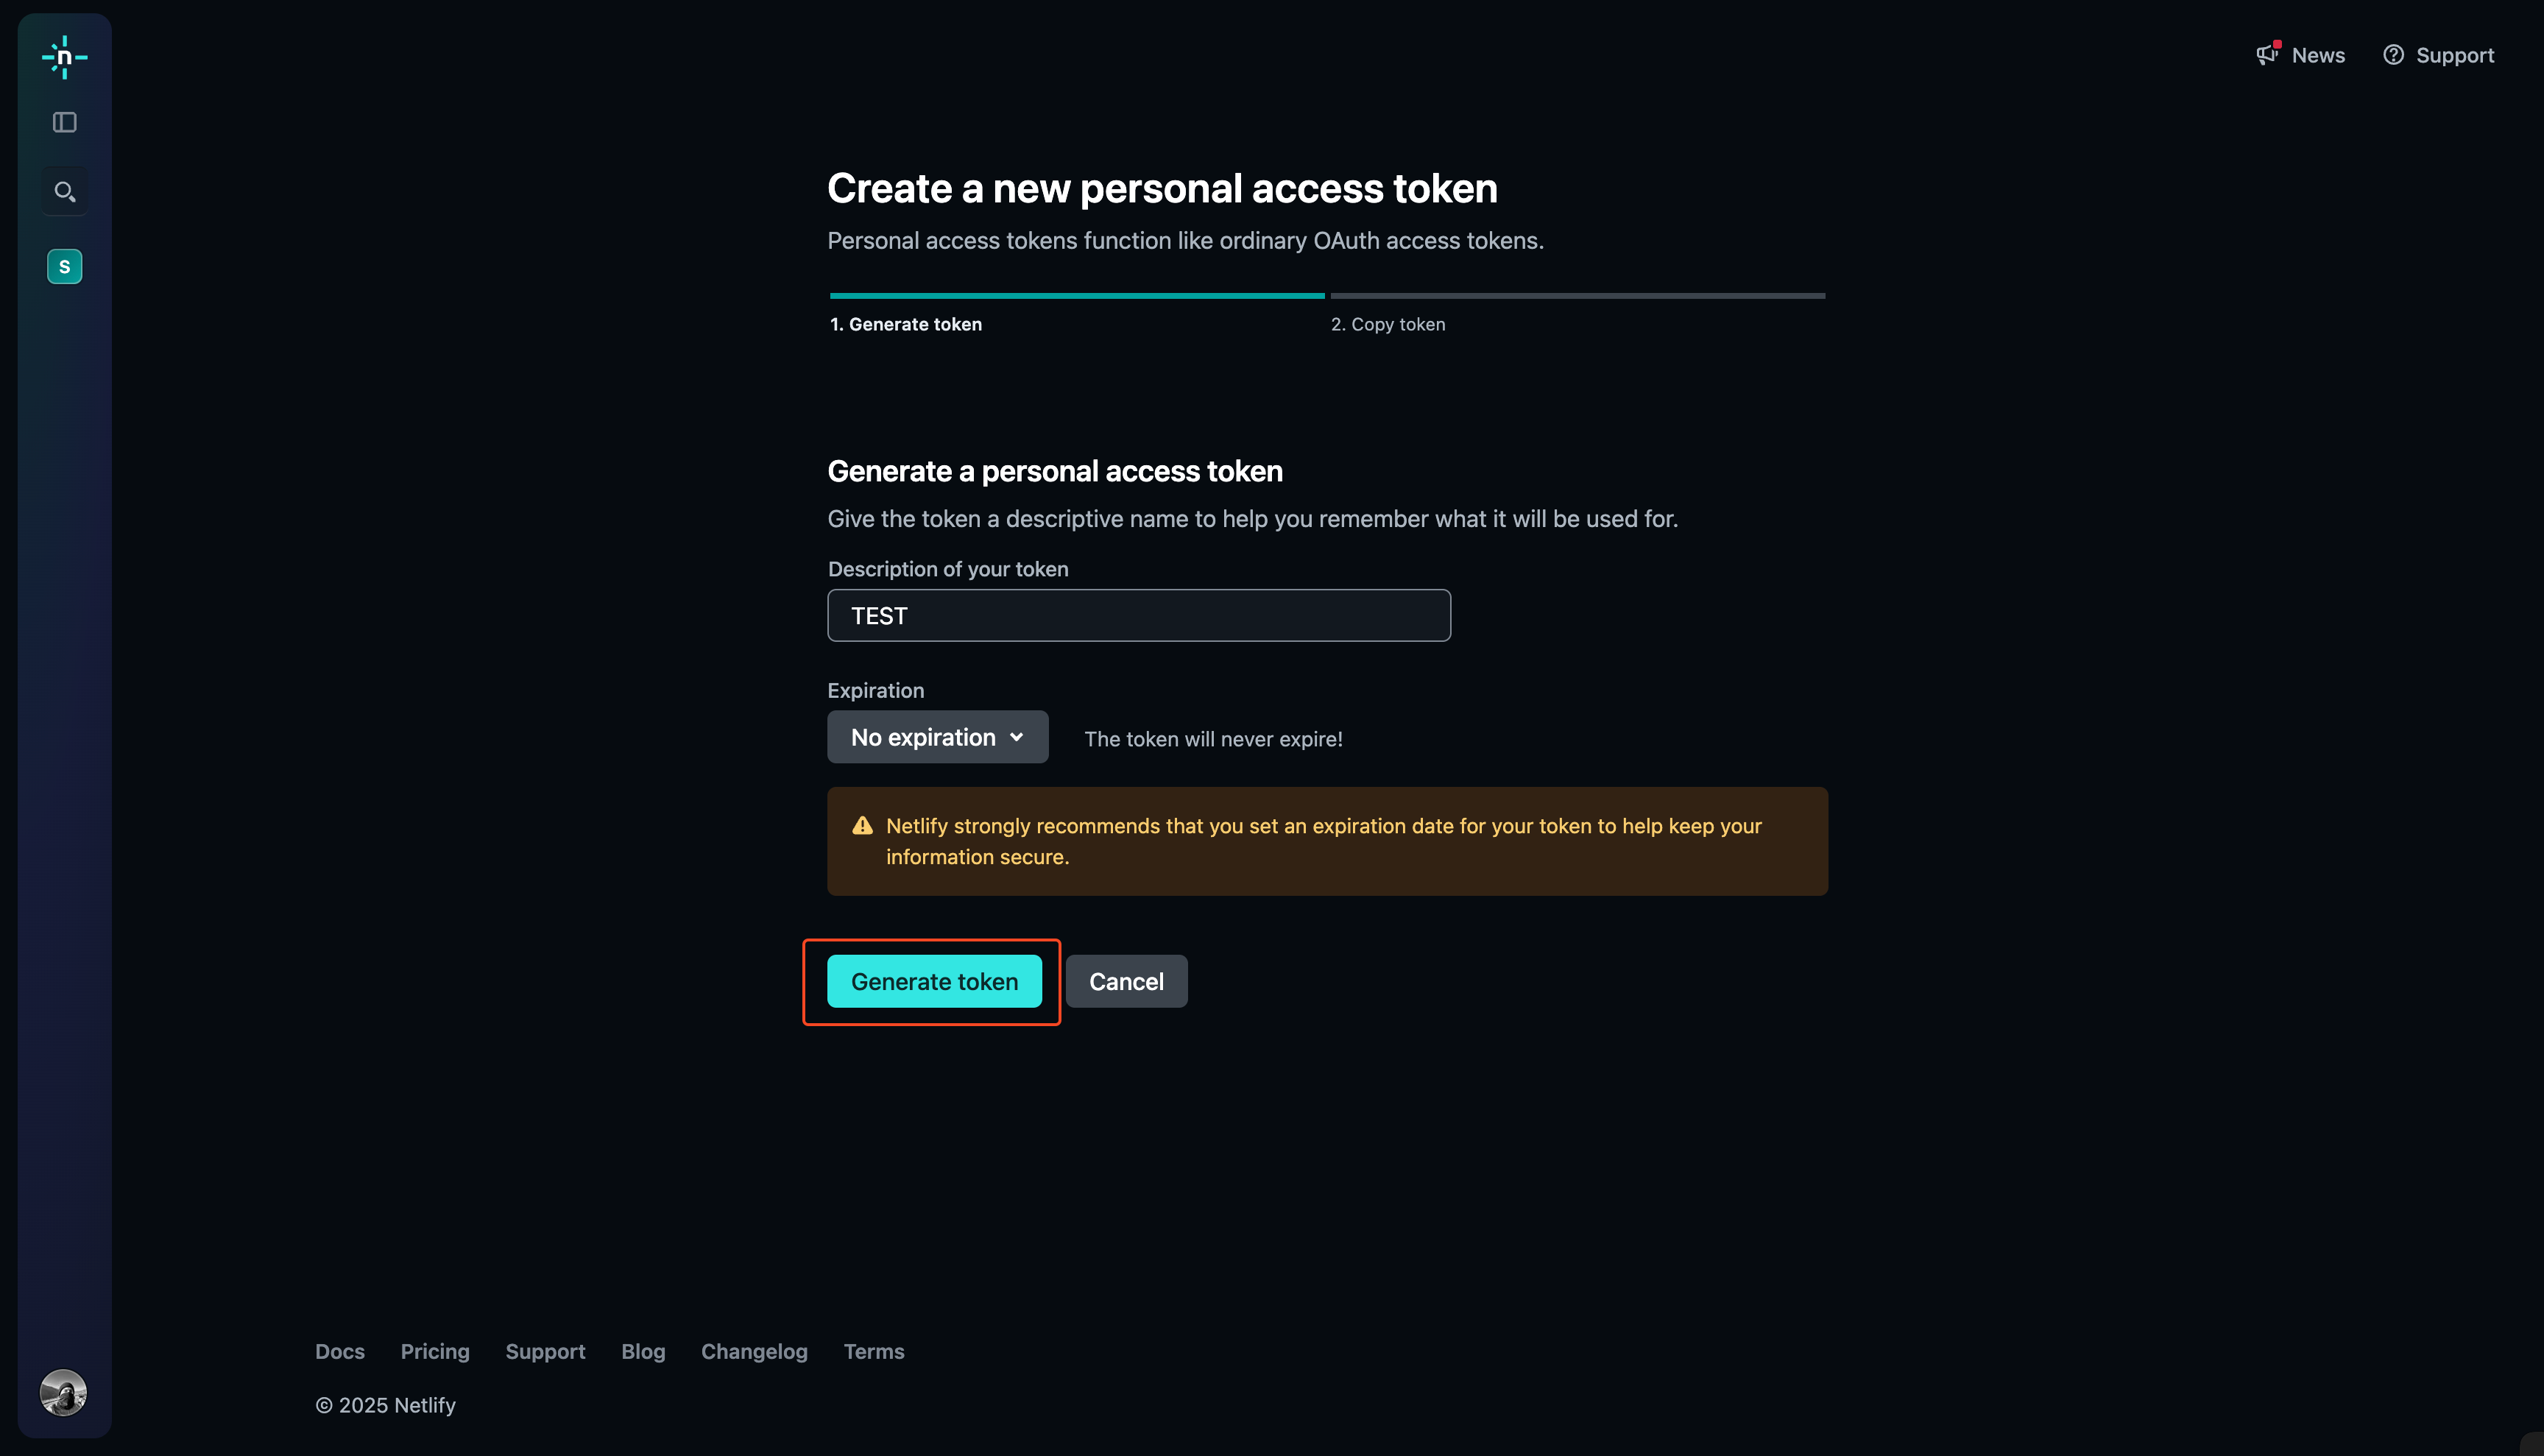 n
News
Support
S
Create a new personal access token
Personal access tokens function like ordinary OAuth access tokens.
1. Generate token
2. Copy token
Generate a personal access token
Give the token a descriptive name to help you remember what it will be used for.
Description of your token
TEST
Expiration
No expiration
The token will never expire!
Netlify strongly recommends that you set an expiration date for your token to help keep your
information secure.
Generate token
Cancel
Docs
Pricing
Support
Blog
Changelog
Terms
© 2025 Netlify